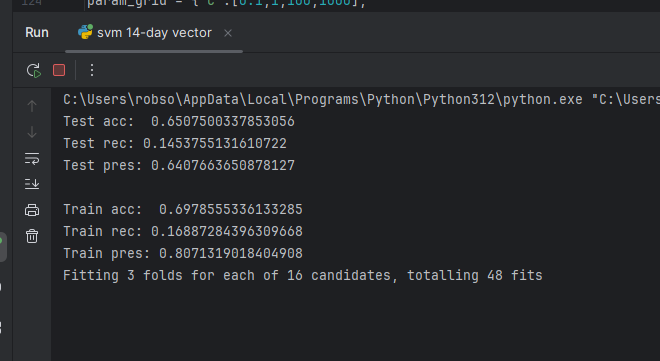 124 param_grid = { 'C':[0.1,1,100,1000],
Run svm 14-day vector
C:\Users\robso\AppData\Local\Programs\Python\Python312\python.exe "C:\Users
Test acc:  0.6507500337853056
Test rec: 0.1453755131610722
Test pres: 0.6407663650878127
Train acc:  0.6978555336133285
Train rec: 0.16887284396309668
Train pres: 0.8071319018404908
Fitting 3 folds for each of 16 candidates, totalling 48 fits